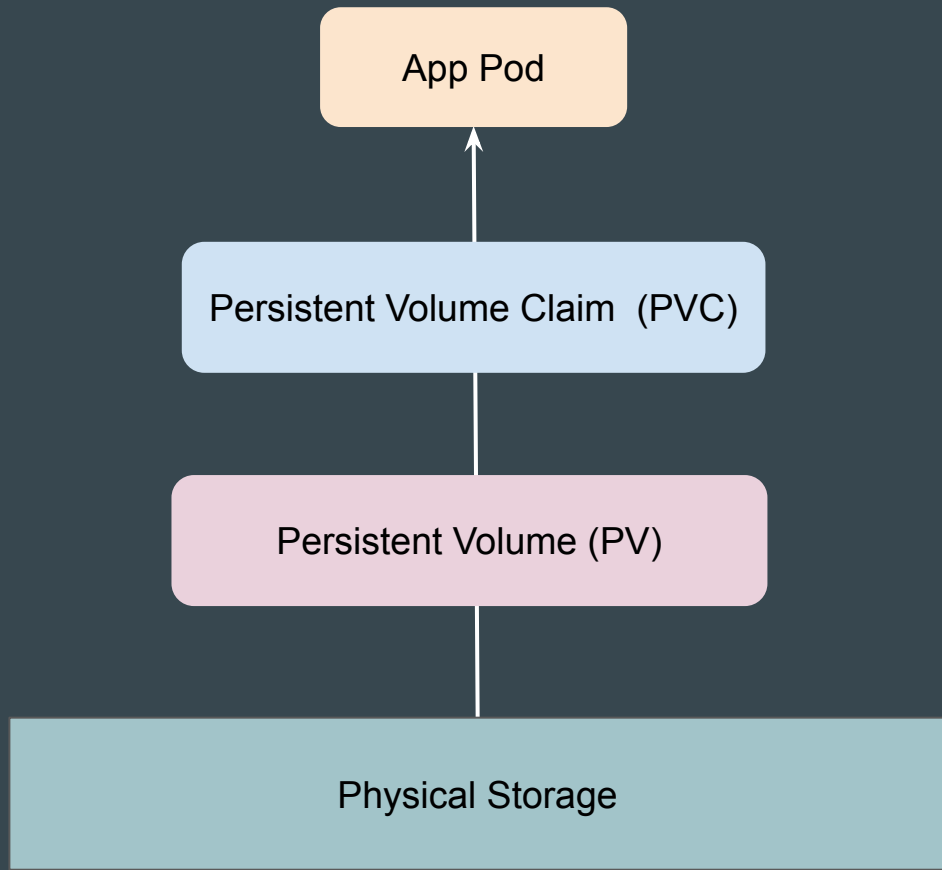 App Pod
Persistent Volume Claim  (PVC)
Persistent Volume (PV)
Physical Storage